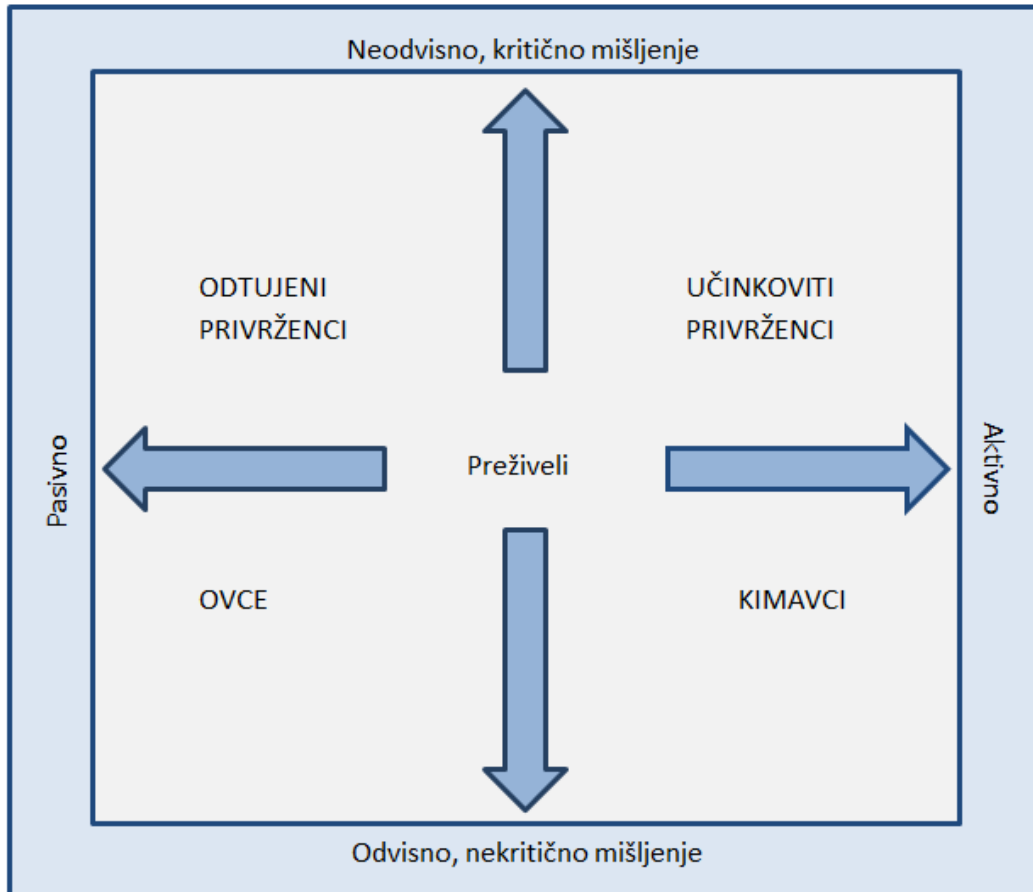 Neodvisno, kritično mišljenje
ODTUJENI
PRIVRŽENCI
UČINKOVITI
PRIVRŽENCI
Pasivno
Preživeli
Aktivno
OVCE
KIMAVCI
Odvisno, nekritično mišljenje